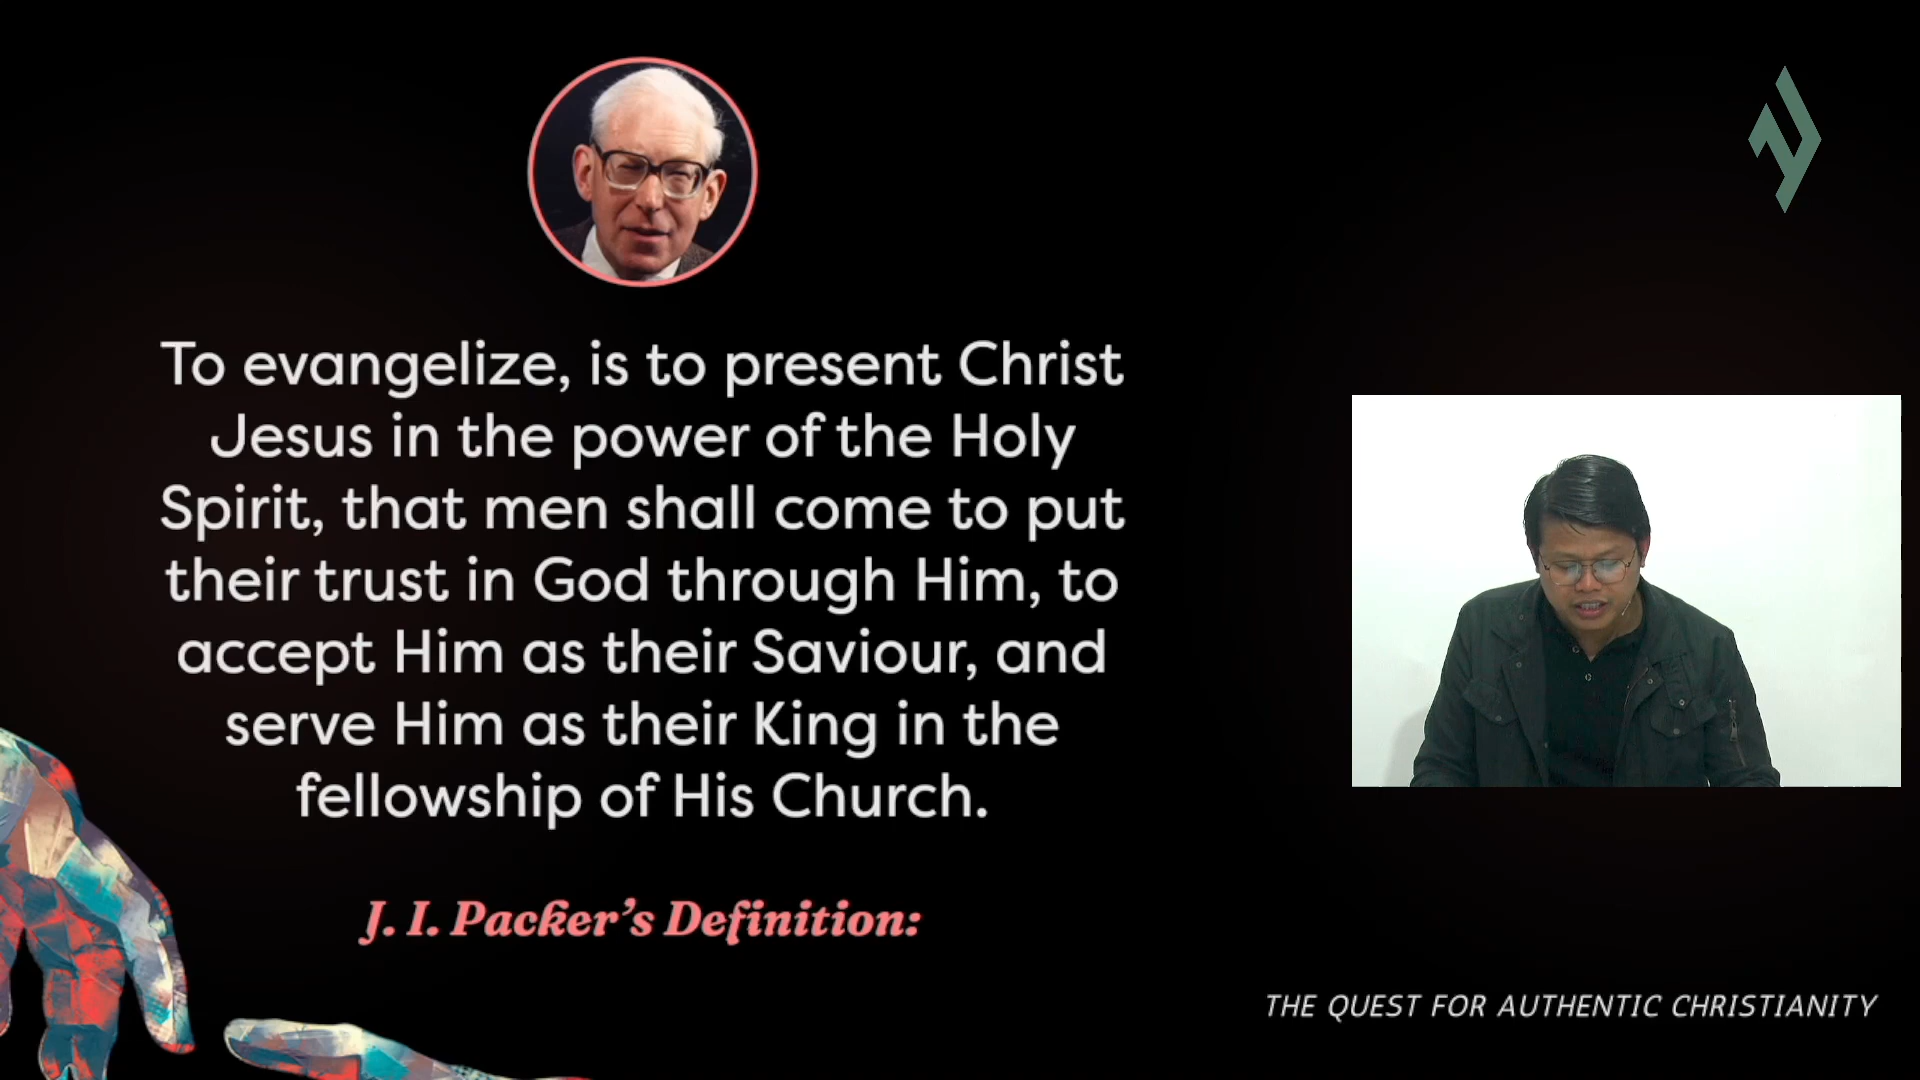 To evangelize, is to present Christ
Jesus in the power of the Holy
Spirit, that men shall come to put
their trust in God through Him, to
accept Him as their Saviour, and
serve Him as their King in the
fellowship of His Church.
J. I. Packer’s Definition:
THE QUEST FOR AUTHENTIC CHRISTIANITY